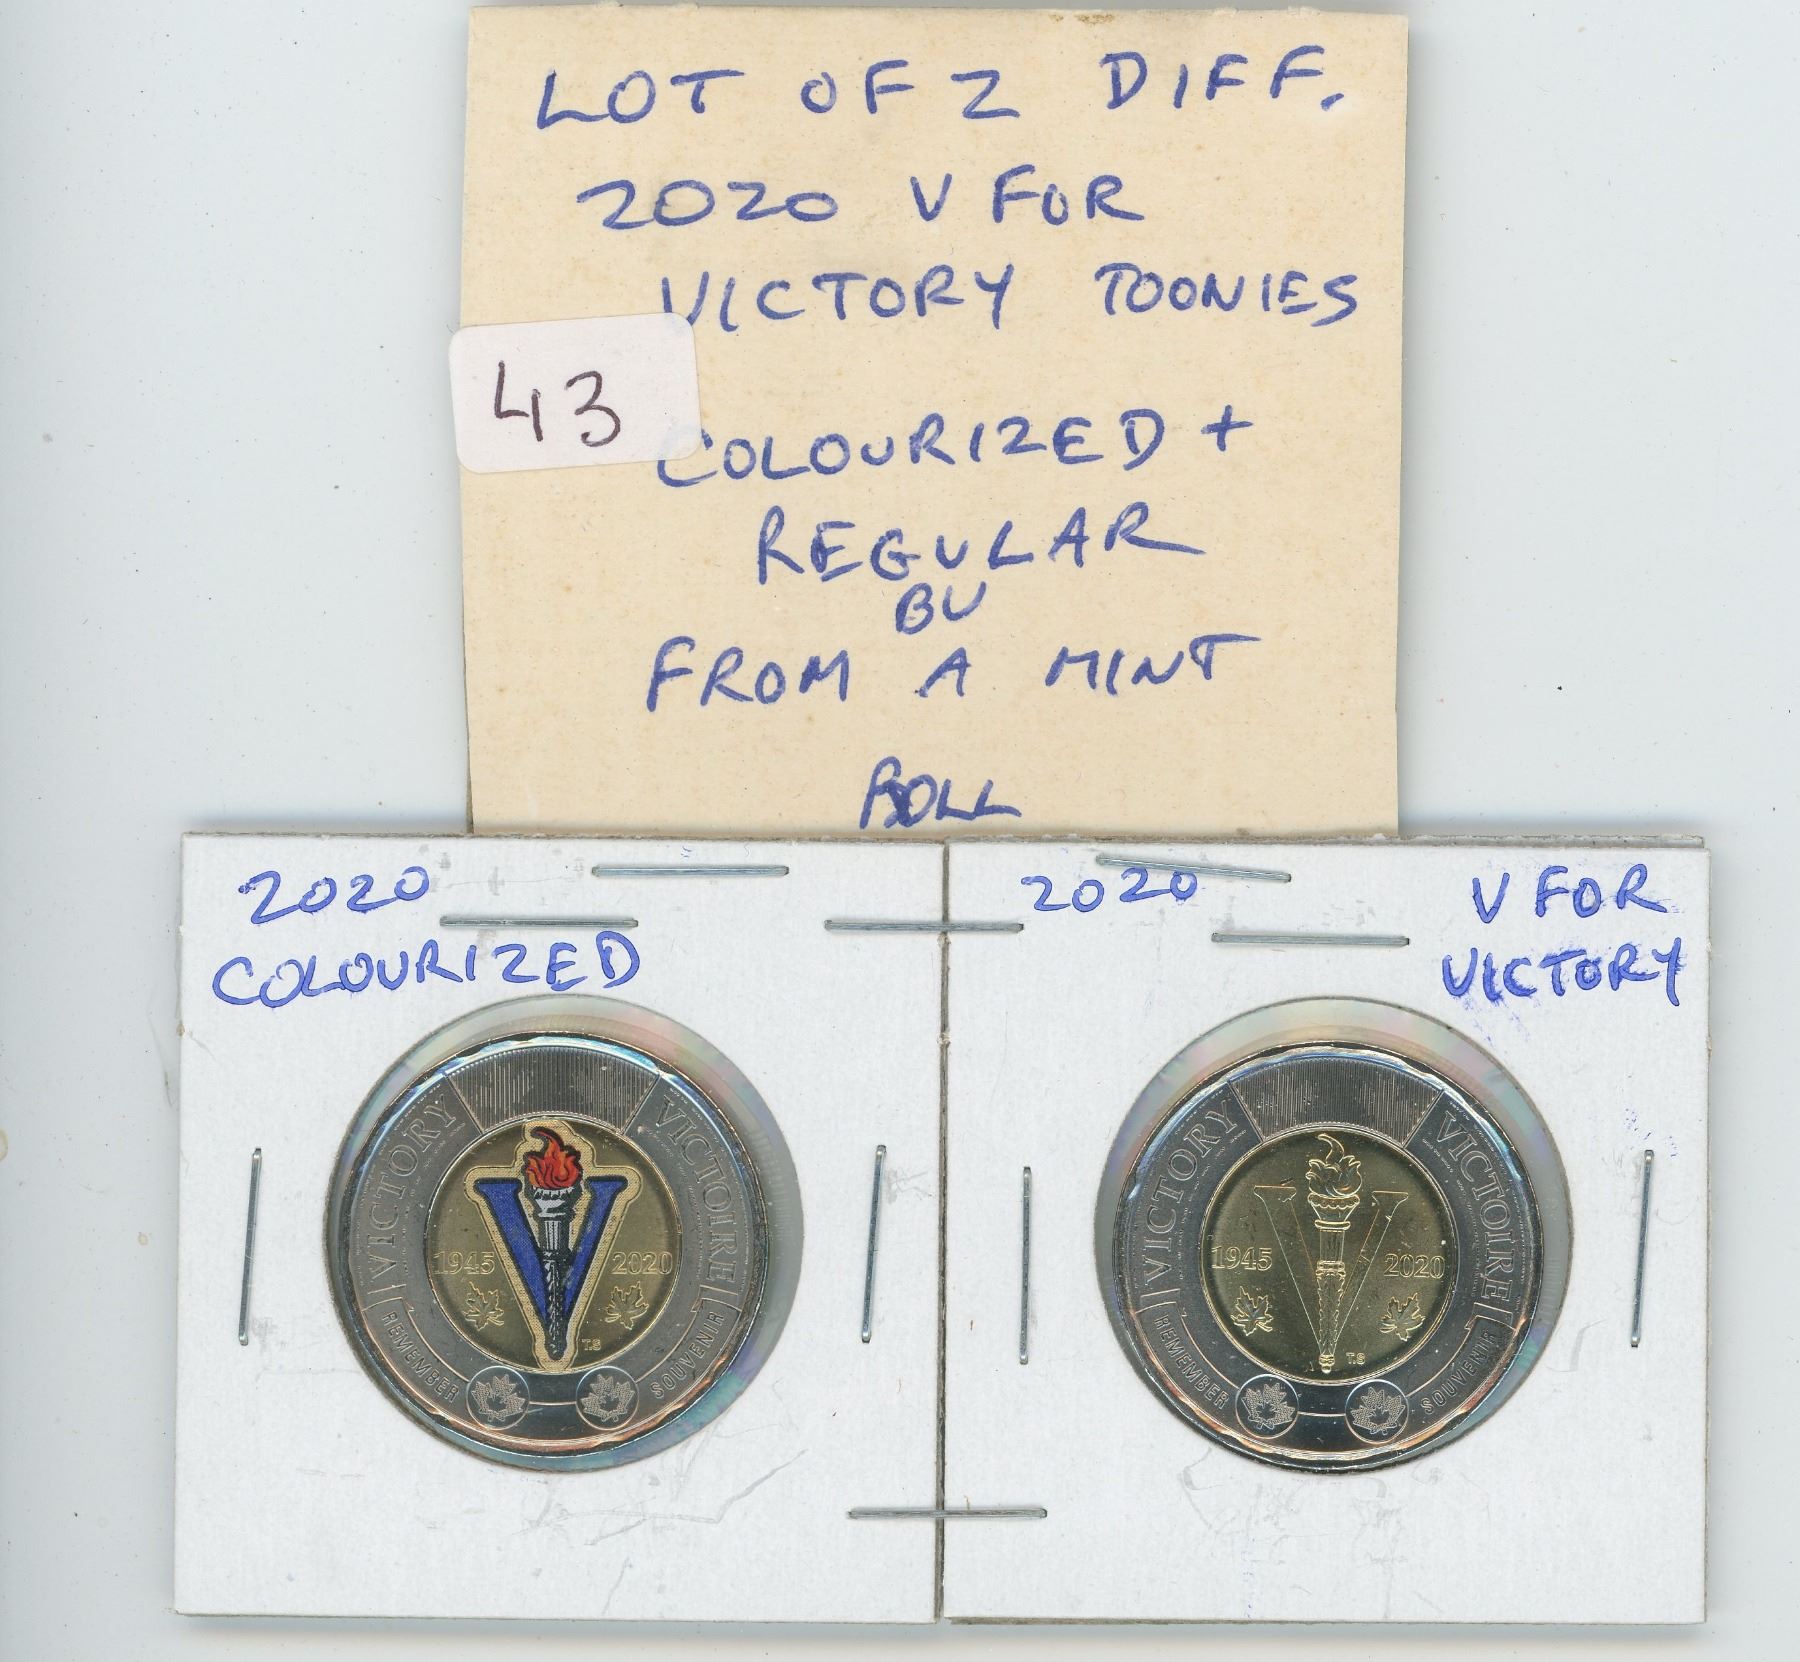 LOT OF 2 DIFF.
2020 V FOR
VICTORY TOONIES
43
COLOURIZED +
REGULAR
BU
FROM A MINT
ROLL
2020
COLOURIZED
VICTORY
VICTOIRE
1945
2020
T.S
REMEMBER
SOUVENIR
2020
V FOR
VICTORY
VICTORY
VICTOIRE
1945
2020
T.S
REMEMBER
SOUVENIR